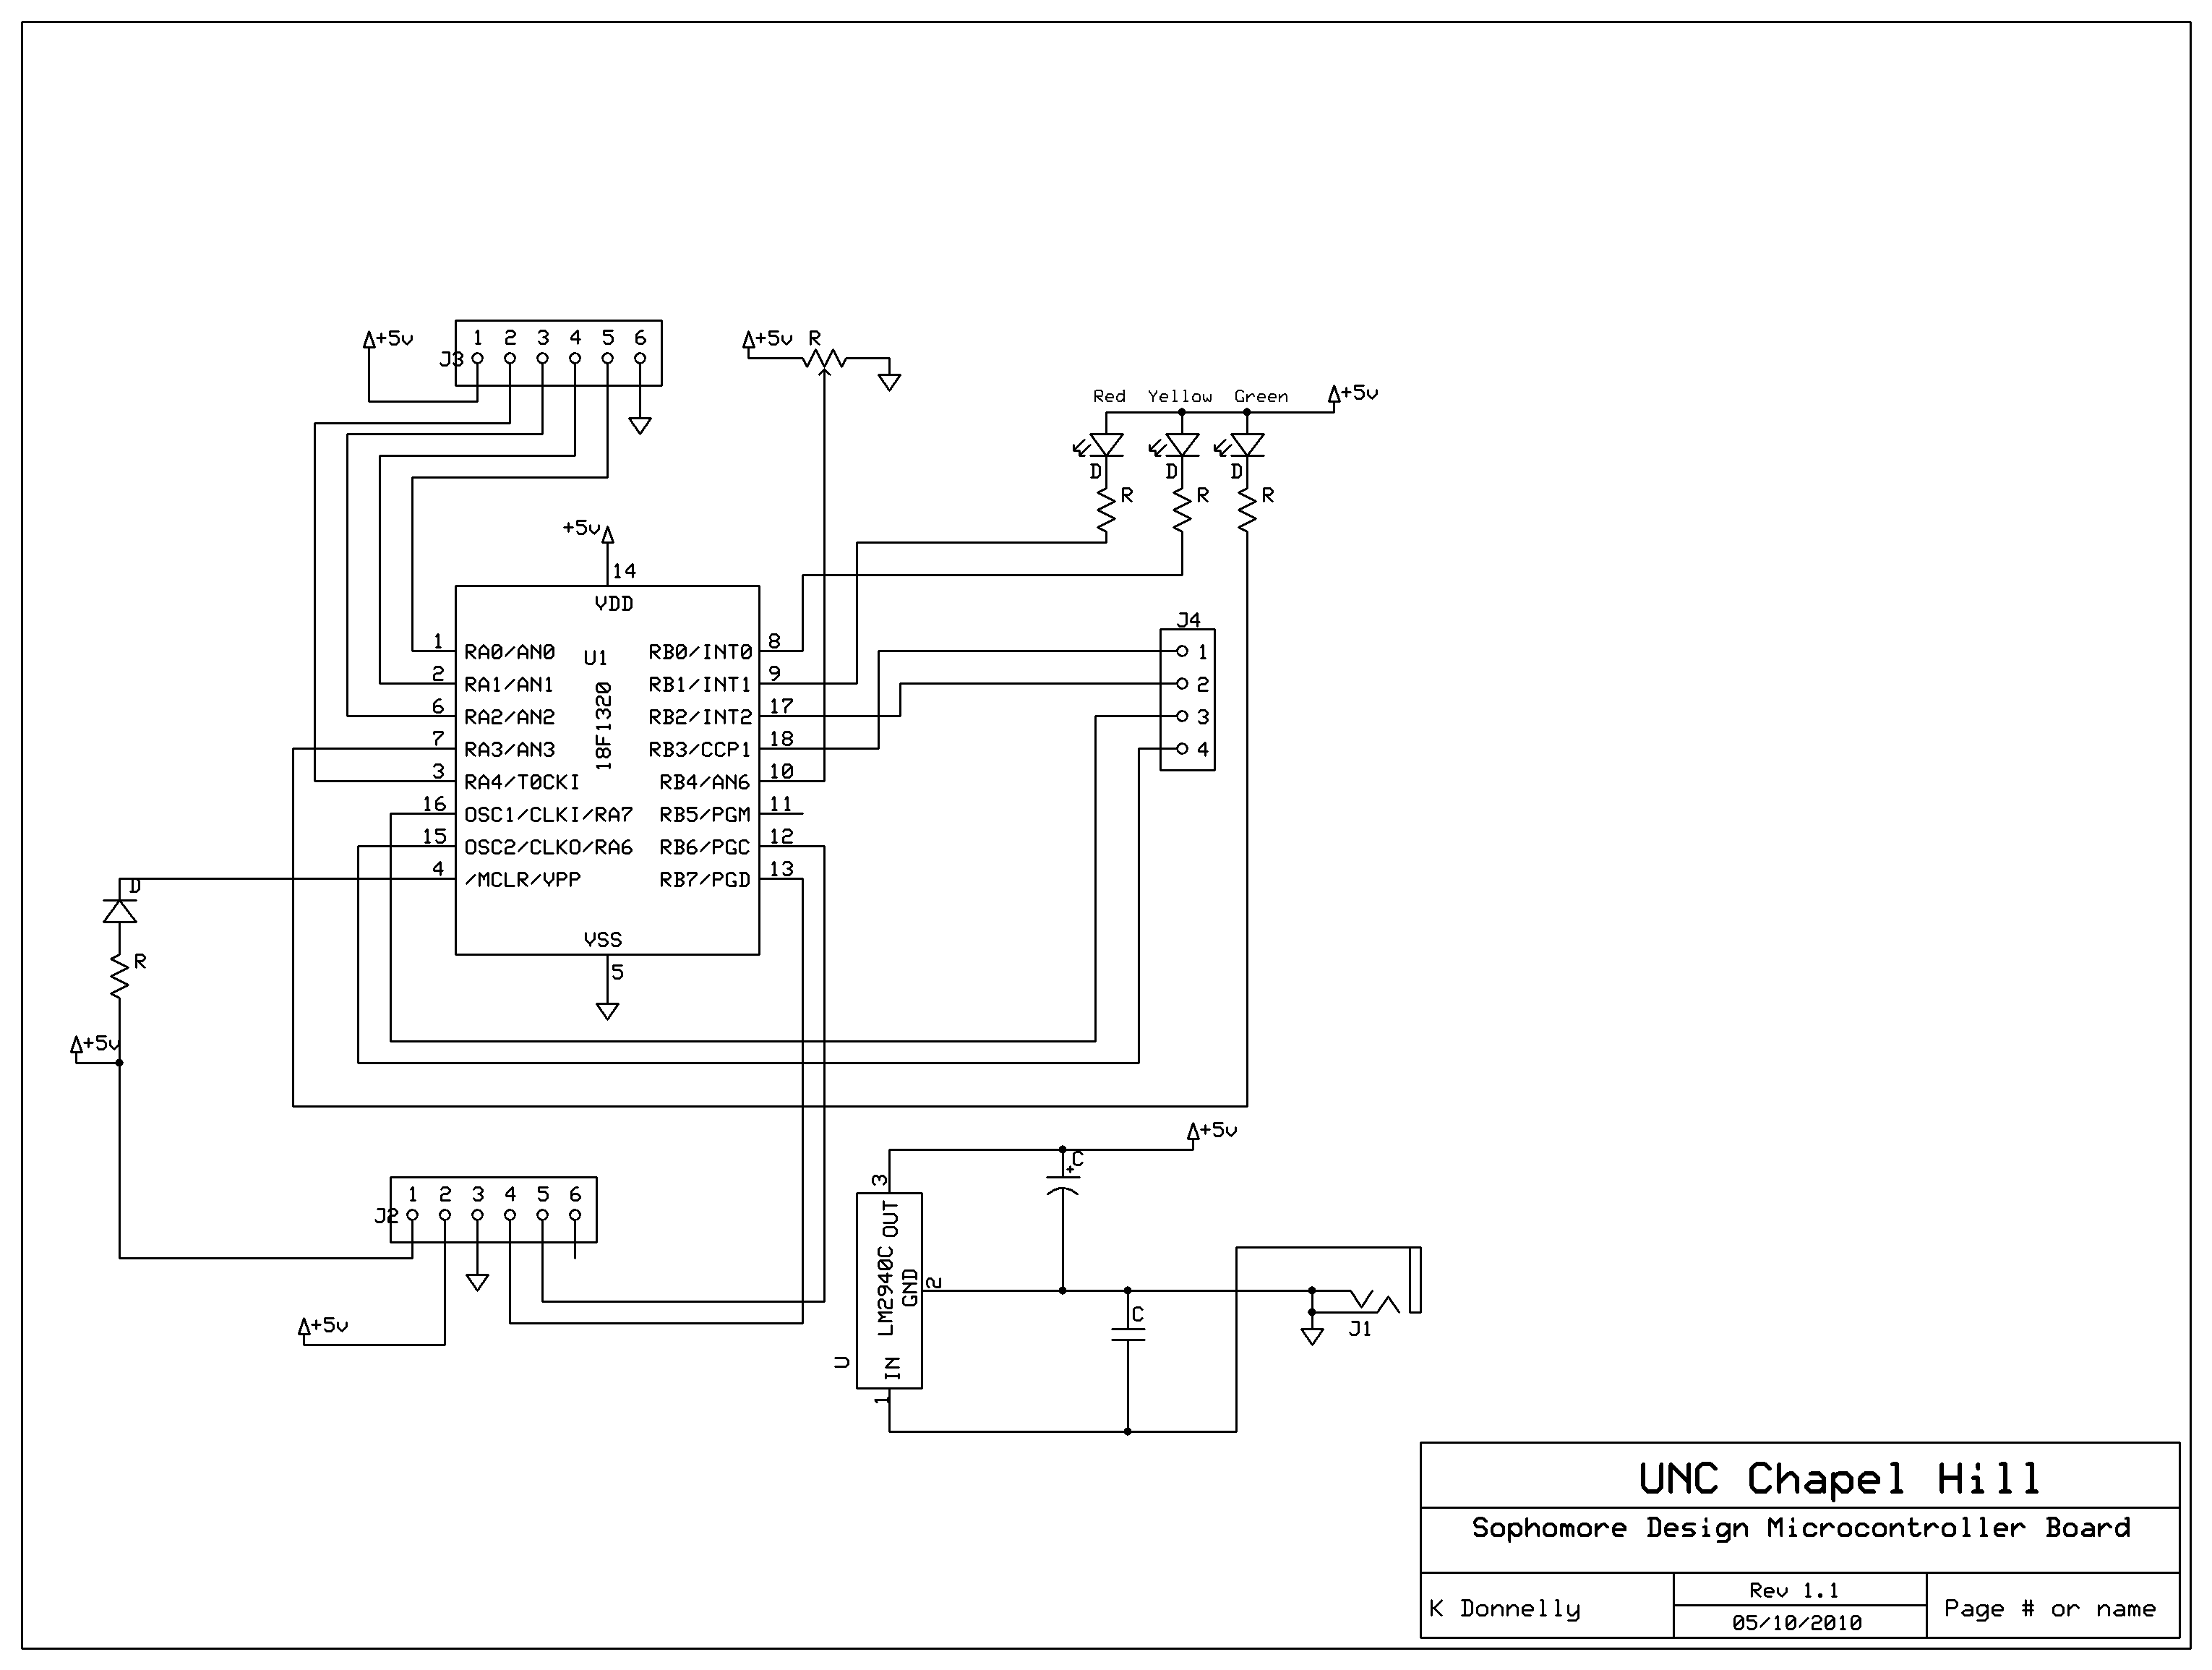 +5v
J3
1 2 3 4 5 6
+5v
R
Red Yellow Green
+5v
D
R
D
R
D
R
+5v
14
VDD
U1
18F1320
1
RA0/AN0
RB0/INT0
8
2
RA1/AN1
RB1/INT1
9
6
RA2/AN2
RB2/INT2
17
7
RA3/AN3
RB3/CCP1
18
3
RA4/T0CKI
RB4/AN6
10
16
OSC1/CLKI/RA7
RB5/PGM
11
15
OSC2/CLKO/RA6
RB6/PGC
12
4
/MCLR/VPP
RB7/PGD
13
VSS
5
J4
1
2
3
4
D
R
+5v
J2
1 2 3 4 5 6
+5v
+5v
C
+
3
OUT
LM2940C
GND
2
IN
1
U
C
J1
UNC Chapel Hill
Sophomore Design Microcontroller Board
K Donnelly
Rev 1.1
05/10/2010
Page # or name